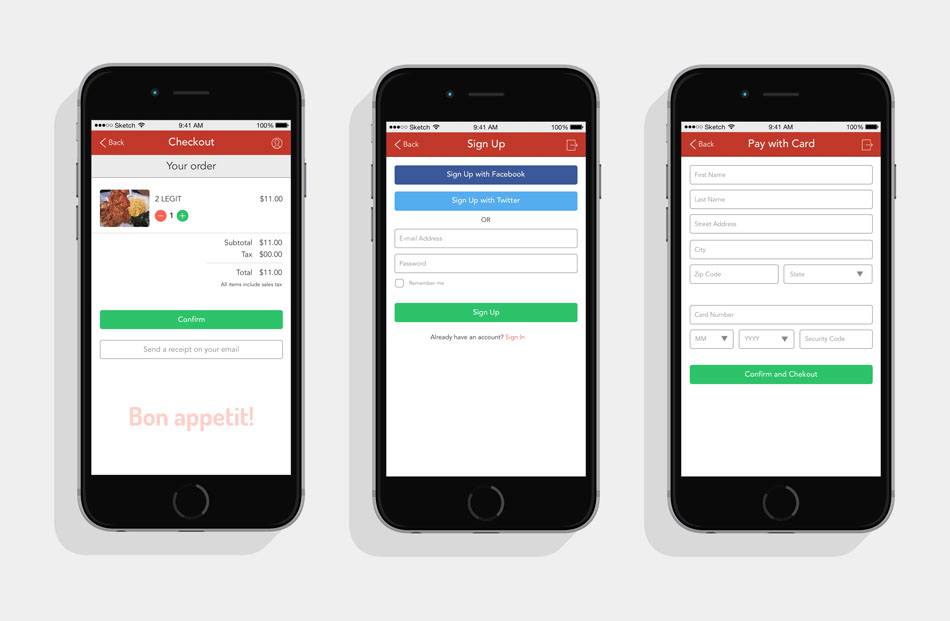 Sketch 9:41 AM 100%
Back Checkout
Your order
2 LEGIT $11.00
1
Subtotal $11.00
Tax $00.00
Total $11.00
All items include sales tax
Confirm
Send a receipt on your email
Bon appetit!
Sketch 9:41 AM 100%
Back Sign Up
Sign Up with Facebook
Sign Up with Twitter
OR
E-mail Address
Password
Remember me
Sign Up
Already have an account? Sign In
Sketch 9:41 AM 100%
Back Pay with Card
First Name
Last Name
Street Address
City
Zip Code State
Card Number
MM YYYY Security Code
Confirm and Chekout